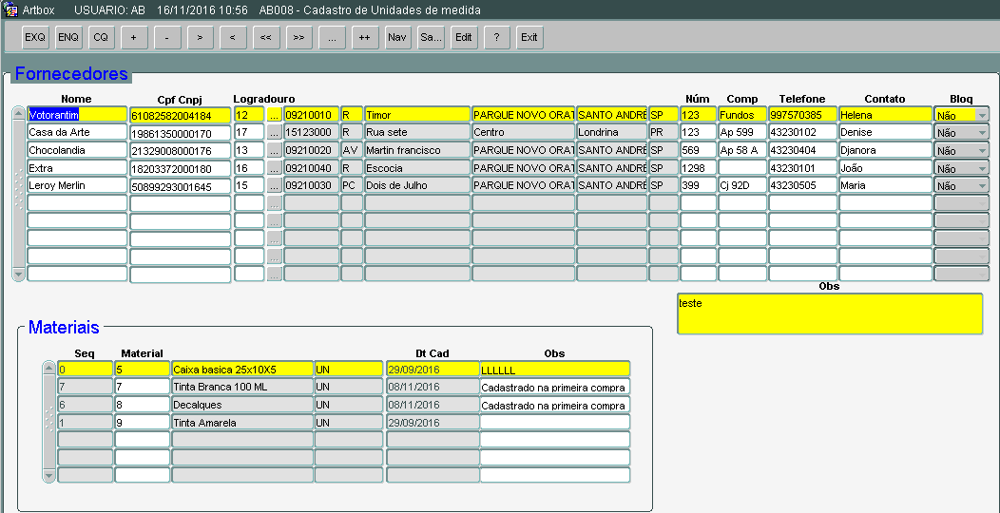 Artbox USUARIO: AB 16/11/2016 10:56 AB008 - Cadastro de Unidades de medida
EXQ ENQ CQ + - > < << >> ... ++ Nav Sa... Edit ? Exit
Fornecedores
Nome Cpf Cnpj Logradouro Núm Comp Telefone Contato Bloq
Votorantim 61082582004184 12 ... 09210010 R Timor PARQUE NOVO ORAT SANTO ANDRÉ SP 123 Fundos 997570385 Helena Não
Casa da Arte 19861350000170 17 ... 15123000 R Rua sete Centro Londrina PR 123 Ap 599 43230102 Denise Não
Chocolandia 21329008000176 13 ... 09210020 AV Martin francisco PARQUE NOVO ORAT SANTO ANDRÉ SP 569 Ap 58 A 43230404 Djanora Não
Extra 18203372000180 16 ... 09210040 R Escocia PARQUE NOVO ORAT SANTO ANDRÉ SP 1298 43230101 João Não
Leroy Merlin 50899293001645 15 ... 09210030 PC Dois de Julho PARQUE NOVO ORAT SANTO ANDRÉ SP 399 Cj 92D 43230505 Maria Não
...
...
...
...
...
Obs
teste
Materiais
Seq Material Dt Cad Obs
0 5 Caixa basica 25x10X5 UN 29/09/2016 LLLLLL
7 7 Tinta Branca 100 ML UN 08/11/2016 Cadastrado na primeira compra
6 8 Decalques UN 08/11/2016 Cadastrado na primeira compra
1 9 Tinta Amarela UN 29/09/2016